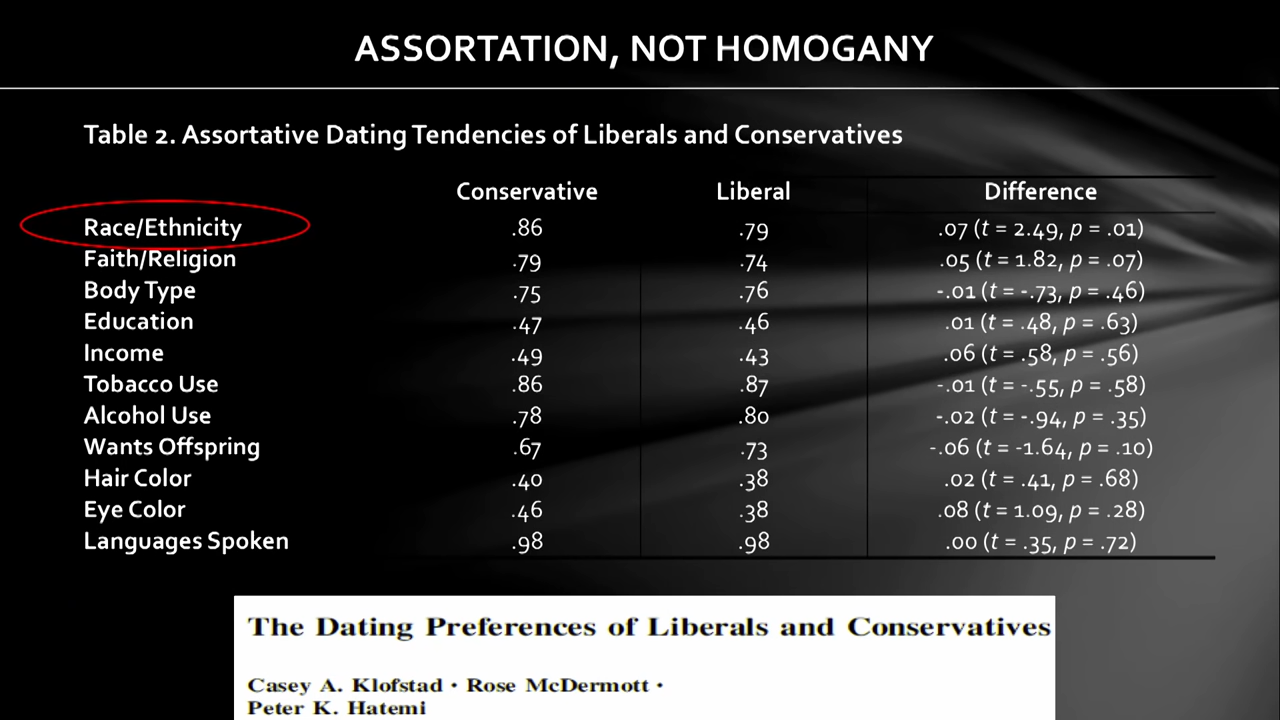 ASSORTATION, NOT HOMOGANY
Table 2. Assortative Dating Tendencies of Liberals and Conservatives
Conservative Liberal Difference
Race/Ethnicity .86 .79 .07 (t = 2.49, p = .01)
Faith/Religion .79 .74 .05 (t = 1.82, p = .07)
Body Type .75 .76 -.01 (t = -.73, p = .46)
Education .47 .46 .01 (t = .48, p = .63)
Income .49 .43 .06 (t = .58, p = .56)
Tobacco Use .86 .87 -.01 (t = -.55, p = .58)
Alcohol Use .78 .80 -.02 (t = -.94, p = .35)
Wants Offspring .67 .73 -.06 (t = -1.64, p = .10)
Hair Color .40 .38 .02 (t = .41, p = .68)
Eye Color .46 .38 .08 (t = 1.09, p = .28)
Languages Spoken .98 .98 .00 (t = .35, p = .72)
The Dating Preferences of Liberals and Conservatives
Casey A. Klofstad · Rose McDermott ·
Peter K. Hatemi